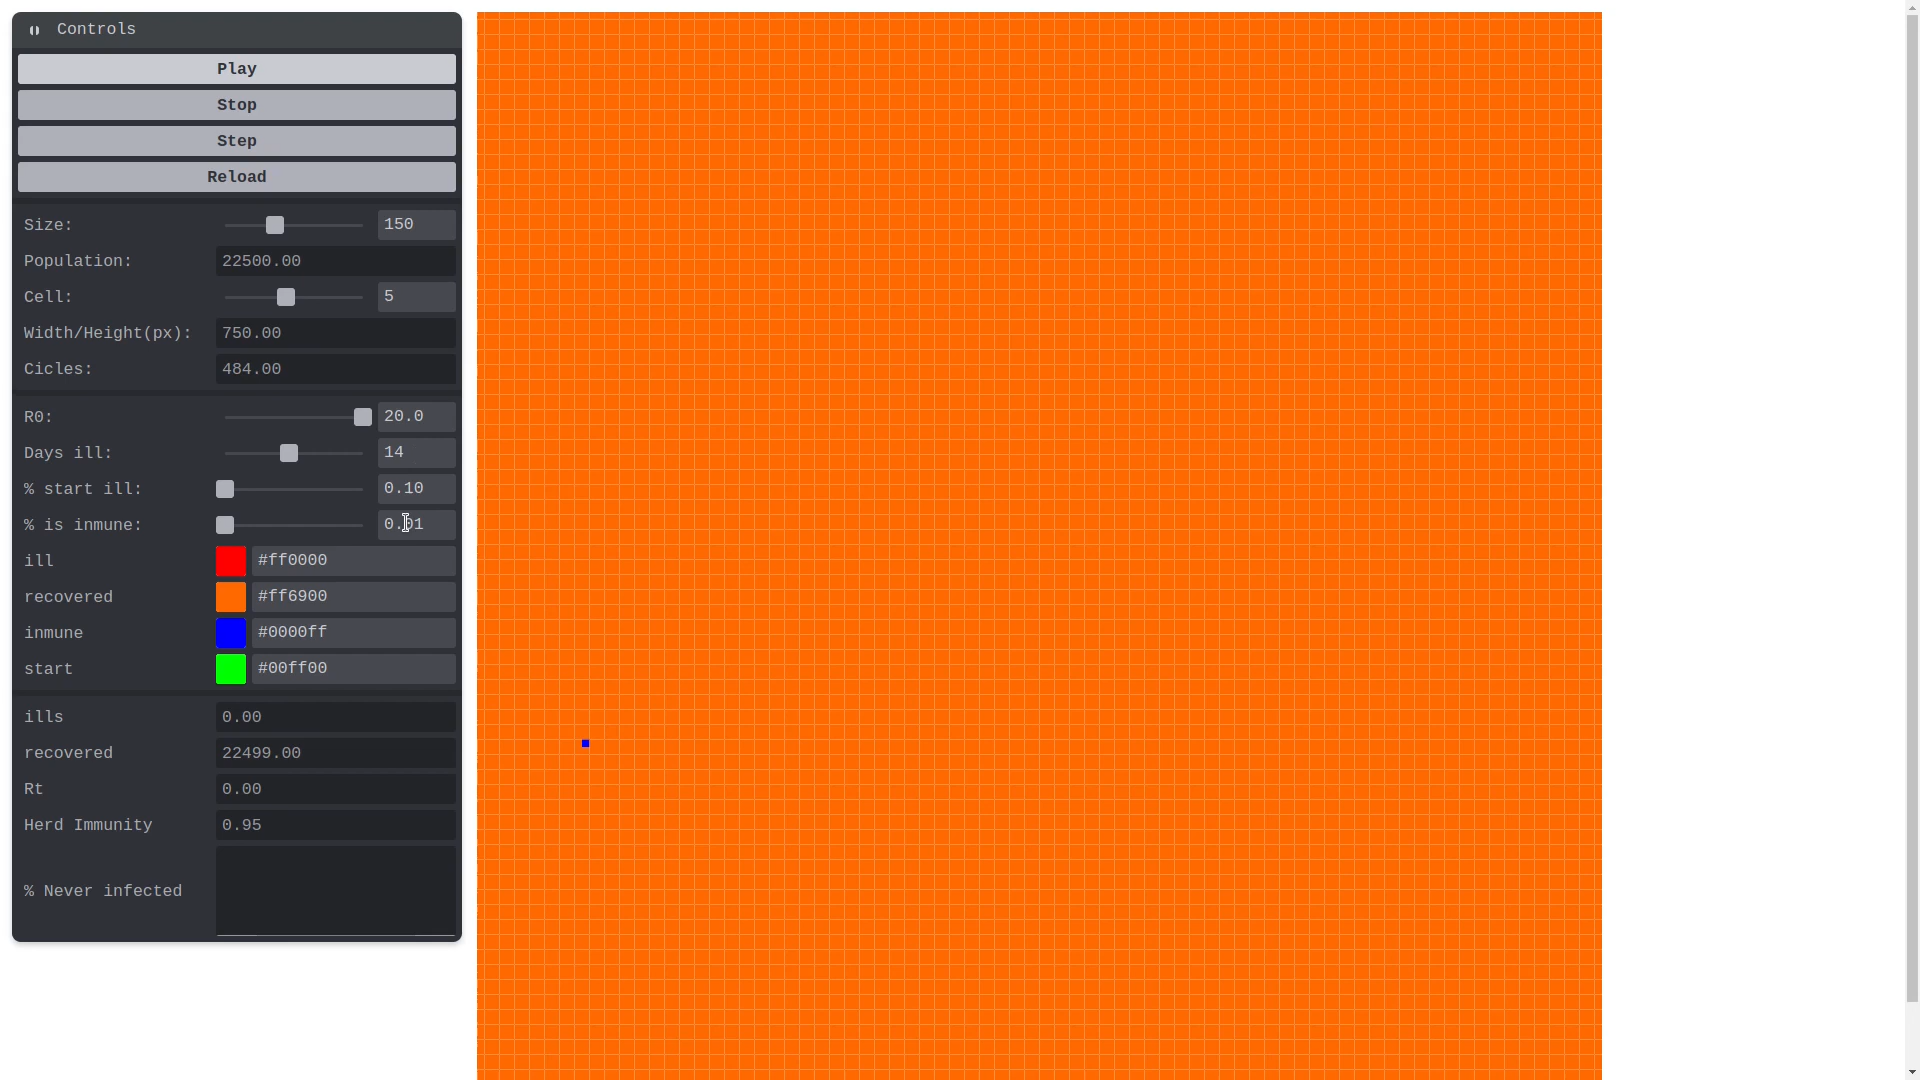 Controls
Play
Stop
Step
Reload
Size: 150
Population: 22500.00
Cell: 5
Width/Height(px): 750.00
Cicles: 484.00
R0: 20.0
Days ill: 14
% start ill: 0.10
% is inmune: 0.01
ill #ff0000
recovered #ff6900
inmune #0000ff
start #00ff00
ills 0.00
recovered 22499.00
Rt 0.00
Herd Immunity 0.95
% Never infected